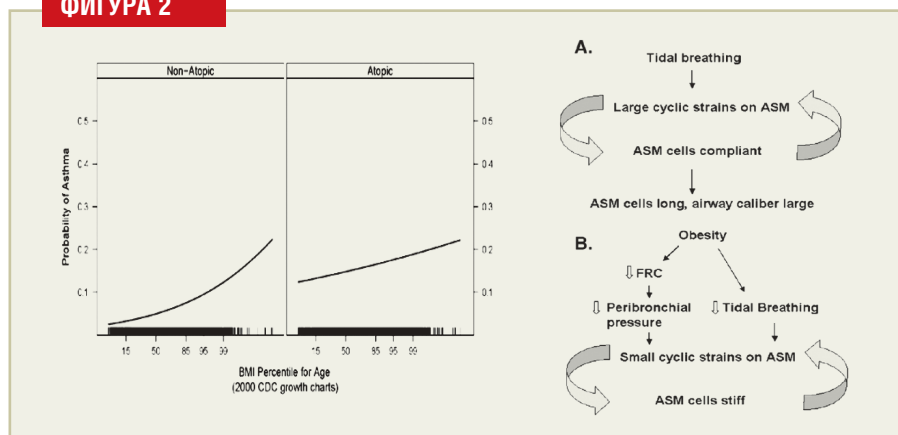 ФИГУРА 2
Non-Atopic
Atopic
0.5
0.4
0.3
0.2
0.1
Probability of Asthma
0.5
0.4
0.3
0.2
0.1
15 50 85 95 99
15 50 85 95 99
BMI Percentile for Age
(2000 CDC growth charts)
A.
Tidal breathing
Large cyclic strains on ASM
ASM cells compliant
ASM cells long, airway caliber large
B.
Obesity
⇩ FRC
⇩ Peribronchial
pressure
⇩ Tidal Breathing
Small cyclic strains on ASM
ASM cells stiff